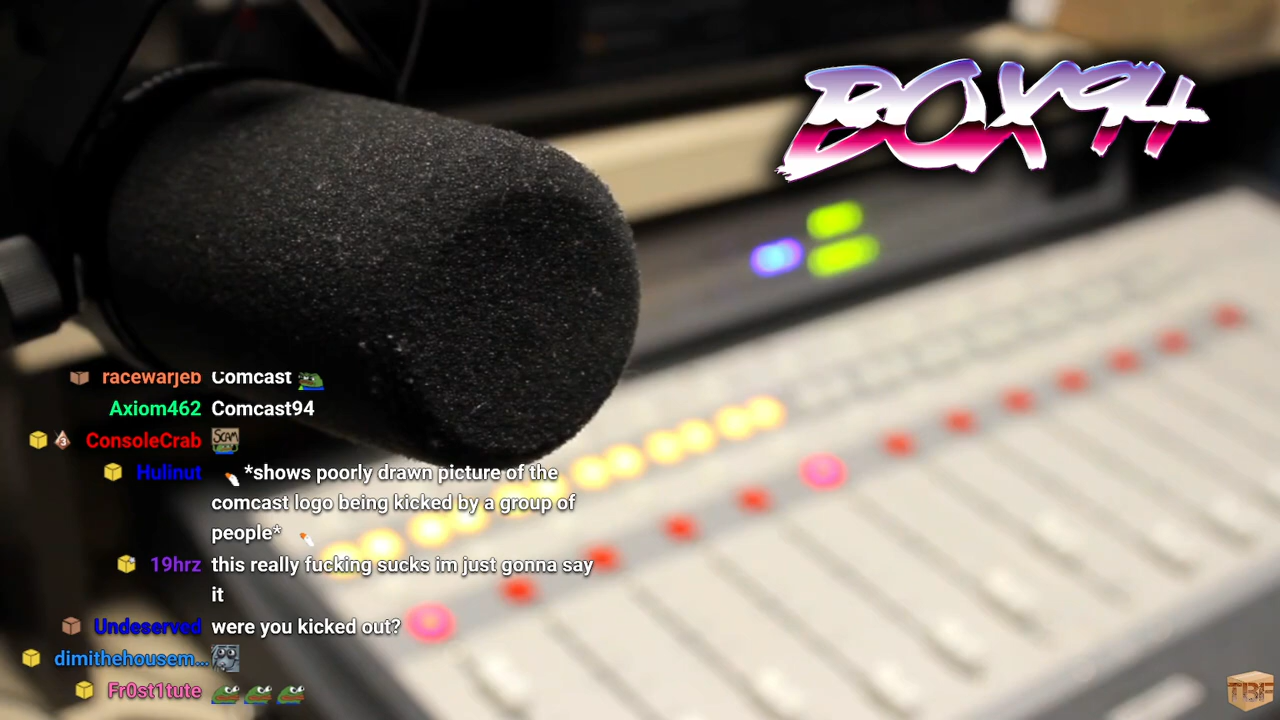 BOX94
racewarjeb Comcast
Axiom462 Comcast94
3 ConsoleCrab SCAM
Hulinut *shows poorly drawn picture of the
comcast logo being kicked by a group of
people*
19hrz this really fucking sucks im just gonna say
it
Undeserved were you kicked out?
dimithehousem...
Fr0st1tute
TBF